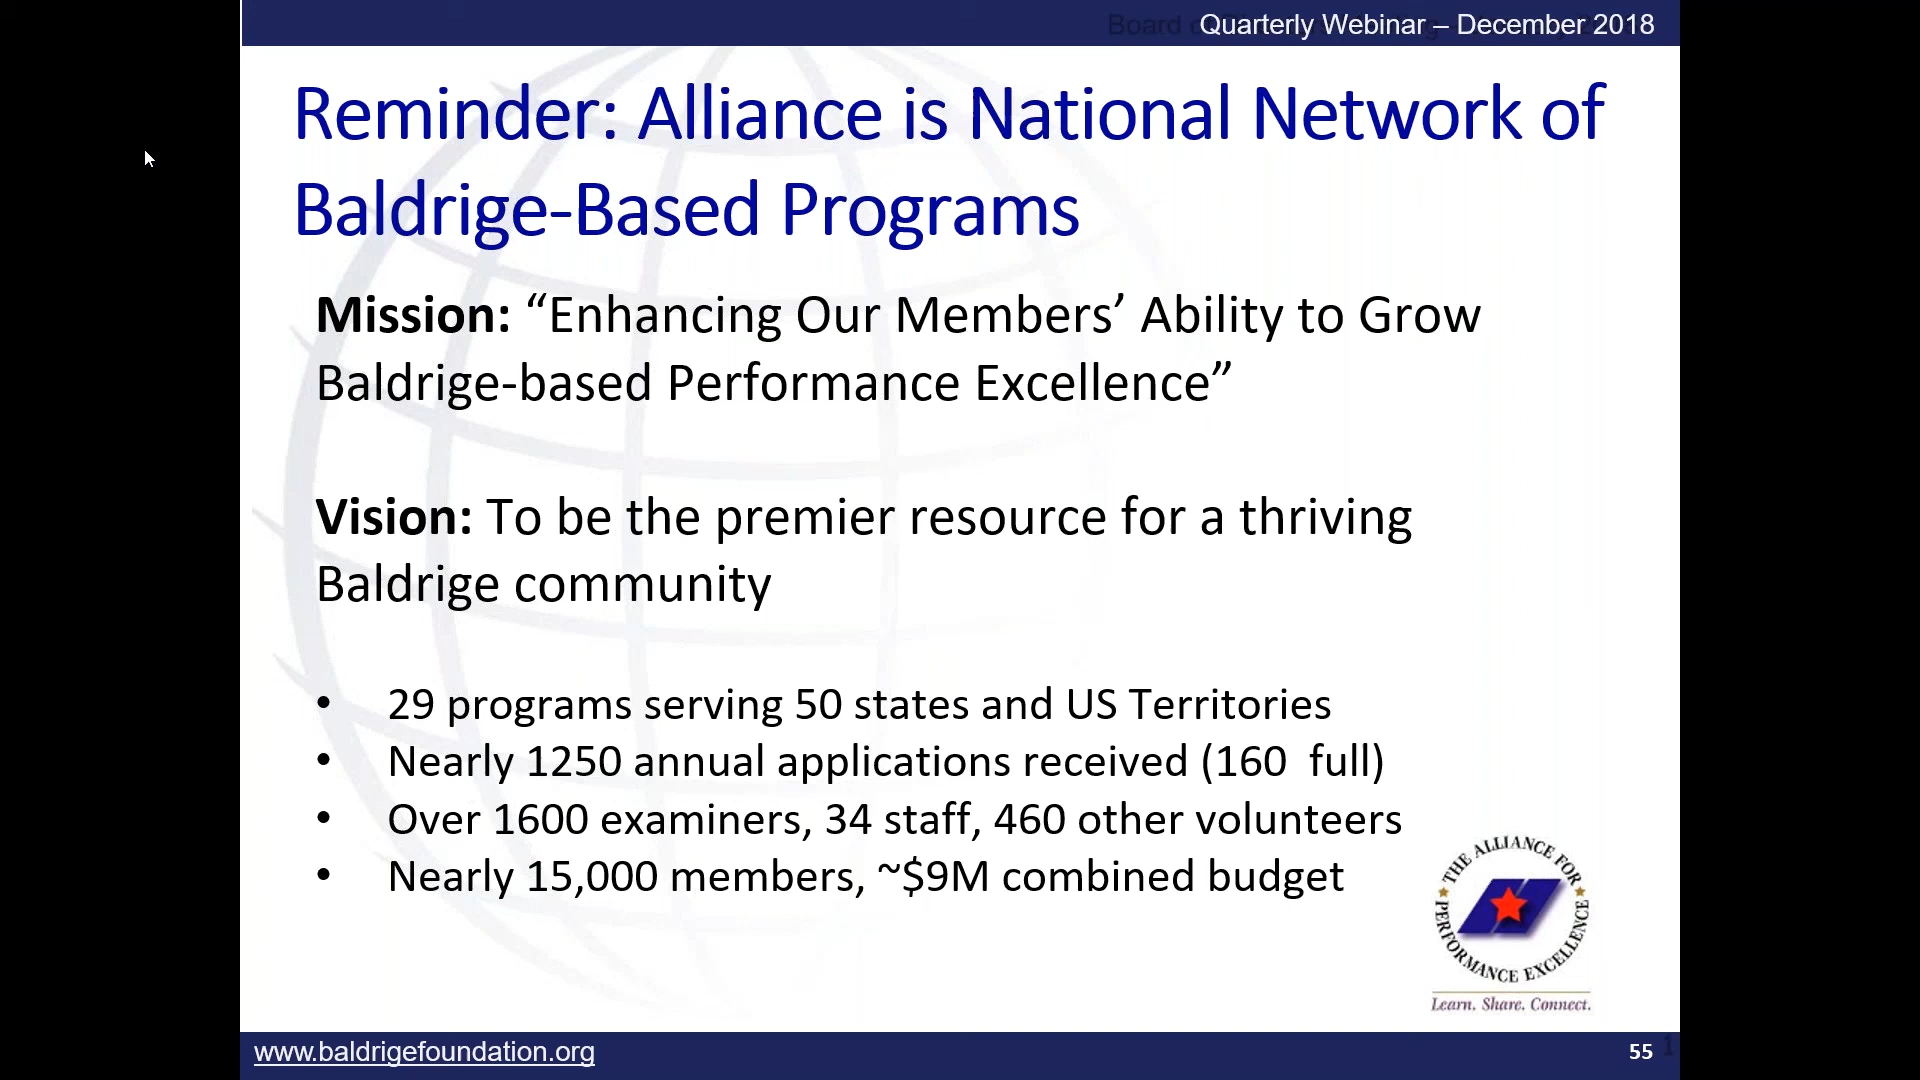 Quarterly Webinar – December 2018
Reminder: Alliance is National Network of
Baldrige-Based Programs
Mission: “Enhancing Our Members’ Ability to Grow
Baldrige-based Performance Excellence”
Vision: To be the premier resource for a thriving
Baldrige community
• 29 programs serving 50 states and US Territories
• Nearly 1250 annual applications received (160  full)
• Over 1600 examiners, 34 staff, 460 other volunteers
• Nearly 15,000 members, ~$9M combined budget
THE ALLIANCE FOR
PERFORMANCE EXCELLENCE
Learn. Share. Connect.
www.baldrigefoundation.org
55